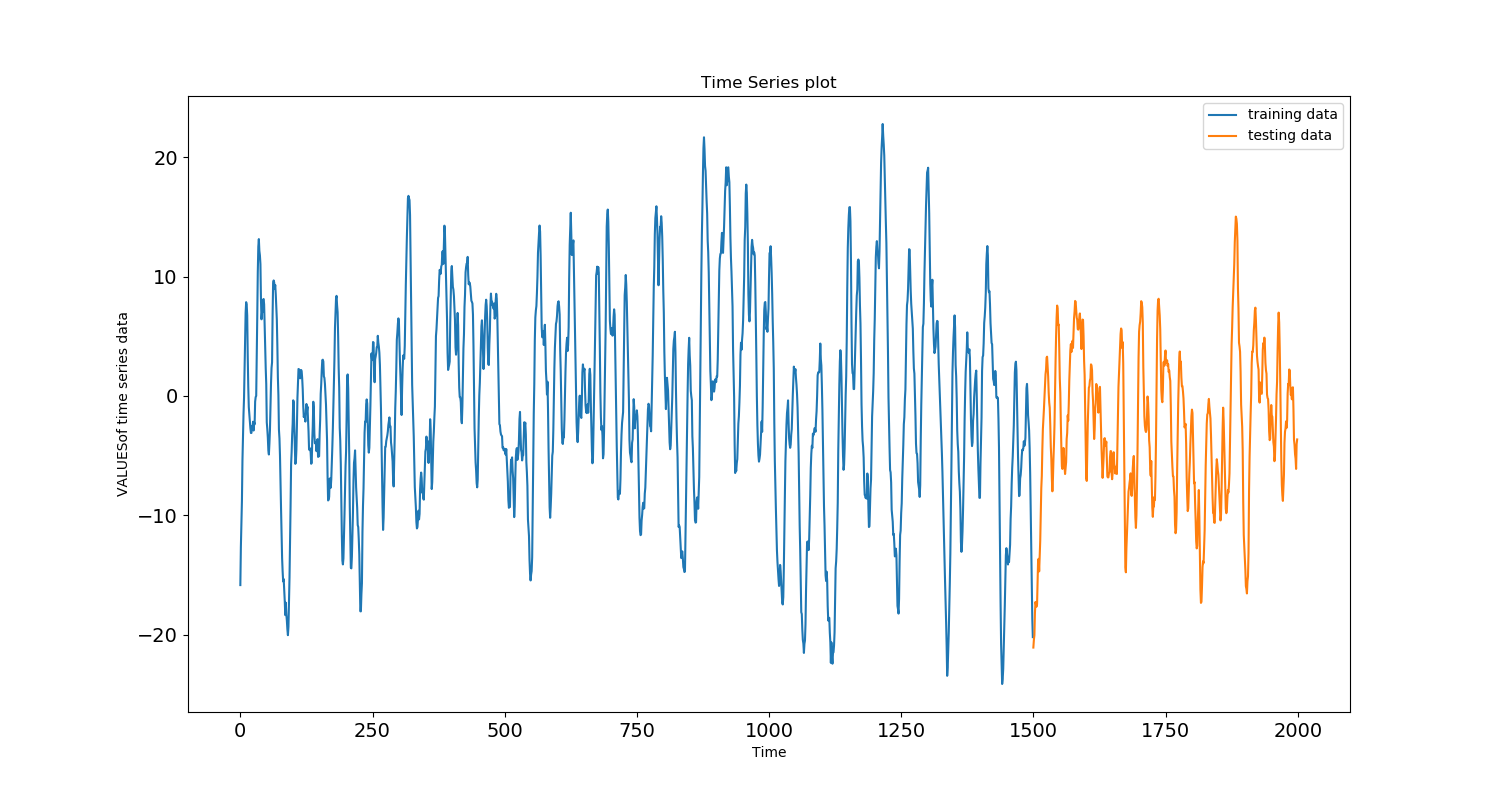 Time Series plot
training data
testing data
20
10
0
−10
−20
VALUESof time series data
0 250 500 750 1000 1250 1500 1750 2000
Time